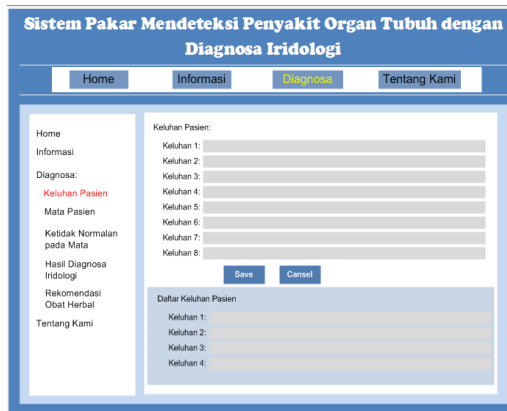 Sistem Pakar Mendeteksi Penyakit Organ Tubuh dengan
Diagnosa Iridologi
Home
Informasi
Diagnosa
Tentang Kami
Home
Informasi
Diagnosa:
Keluhan Pasien
Mata Pasien
Ketidak Normalan
pada Mata
Hasil Diagnosa
Iridologi
Rekomendasi
Obat Herbal
Tentang Kami
Keluhan Pasien:
Keluhan 1:
Keluhan 2:
Keluhan 3:
Keluhan 4:
Keluhan 5:
Keluhan 6:
Keluhan 7:
Keluhan 8:
Save
Cansel
Daftar Keluhan Pasien
Keluhan 1:
Keluhan 2:
Keluhan 3:
Keluhan 4: